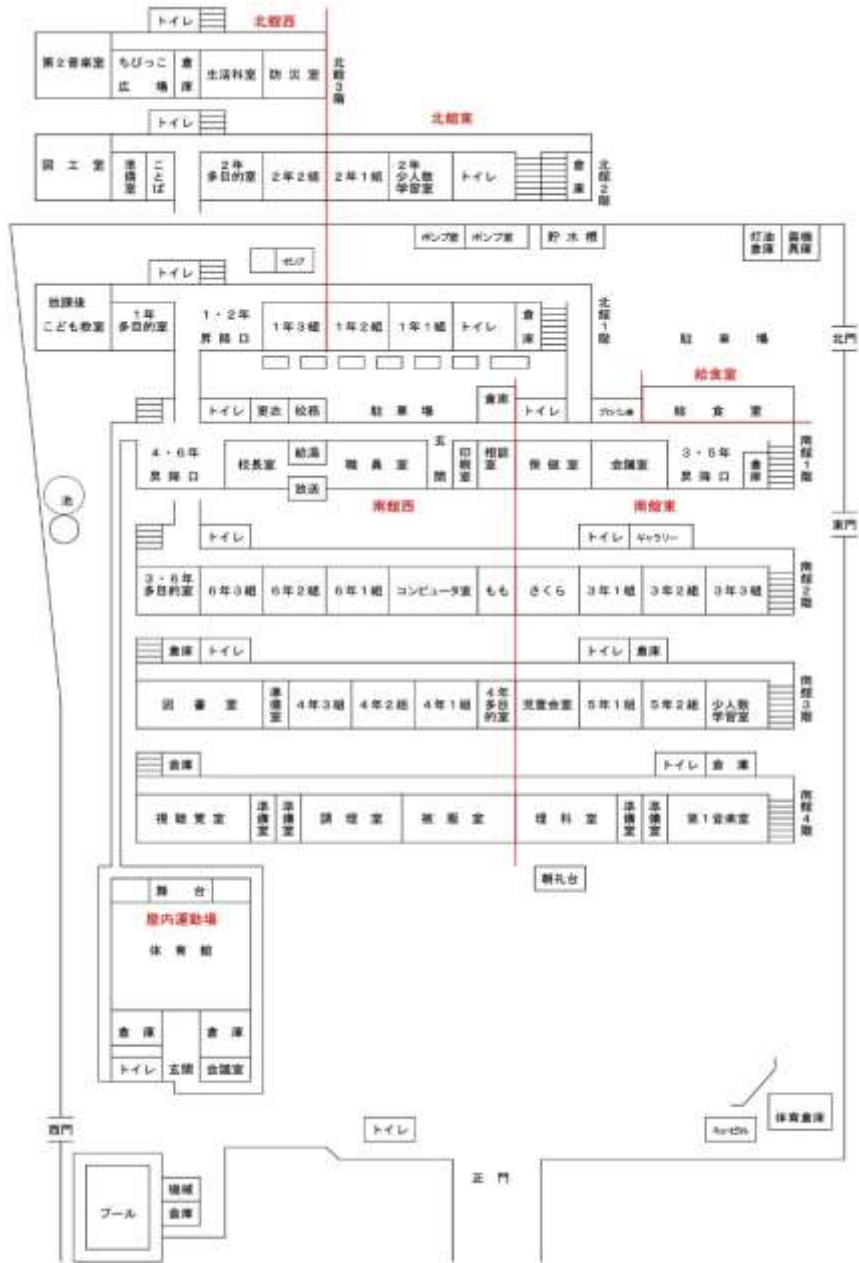 トイレ
北館西
第2音楽室
ちびっこ
広場
倉庫
生活科室
防災室
北館3階
トイレ
北館東
図工室
準備室
ことば
2年
多目的室
2年2組
2年1組
2年
少人数
学習室
トイレ
倉庫
北館2階
ポンプ室
ポンプ室
貯水槽
灯油
倉庫
トイレ
放課後
こども教室
1年
多目的室
1・2年
昇降口
1年3組
1年2組
1年1組
トイレ
倉庫
北館1階
駐車場
北門
給食室
トイレ
更衣
校務
駐車場
倉庫
トイレ
給食室
4・6年
昇降口
校長室
給湯
放送
職員室
玄関
印刷室
相談室
保健室
会議室
3・5年
昇降口
倉庫
南館1階
池
南館西
南館東
東門
トイレ
トイレ
ギャラリー
3・6年
多目的室
6年3組
6年2組
6年1組
コンピュータ室
もも
さくら
3年1組
3年2組
3年3組
南館2階
倉庫
トイレ
トイレ
倉庫
図書室
準備室
4年3組
4年2組
4年1組
4年
多目
的室
児童会室
5年1組
5年2組
少人数
学習室
南館3階
倉庫
トイレ
倉庫
視聴覚室
準備室
準備室
調理室
被服室
理科室
準備室
準備室
第1音楽室
南館4階
朝礼台
舞台
屋内運動場
体育館
倉庫
倉庫
トイレ
玄関
会議室
西門
トイレ
体育倉庫
正門
プール
機械
倉庫